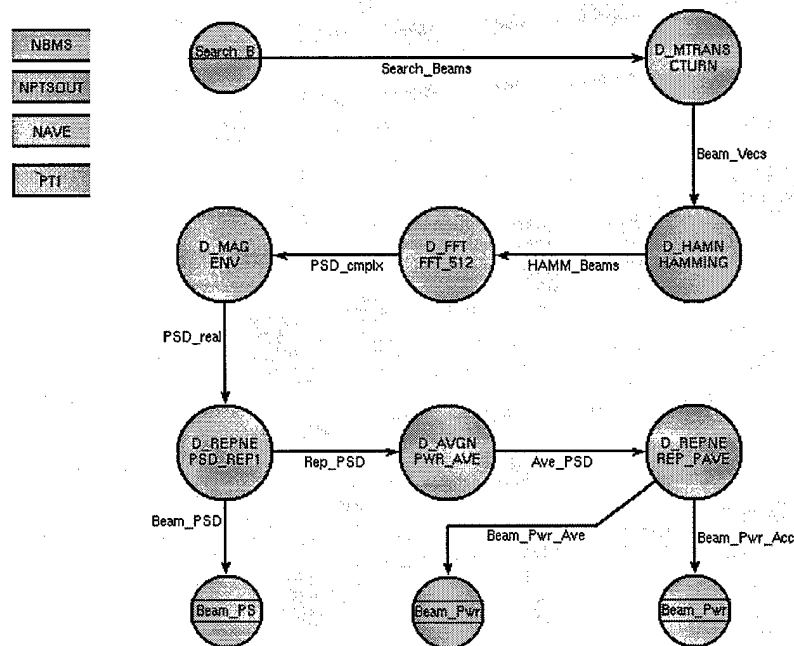 NBMS
NPTSOUT
NAVE
PT1
Search_B
Search_Beams
D_MTRANS
CTURN
Beam_Vecs
D_MAG
ENV
PSD_cmplx
D_FFT
FFT_512
HAMM_Beams
D_HAMN
HAMMING
PSD_real
D_REPNE
PSD_REP1
Rep_PSD
D_AVGN
PWR_AVE
Ave_PSD
D_REPNE
REP_PAVE
Beam_PSD
Beam_Pwr_Ave
Beam_Pwr_Acc
Beam_PS
Beam_Pwr
Beam_Pwr